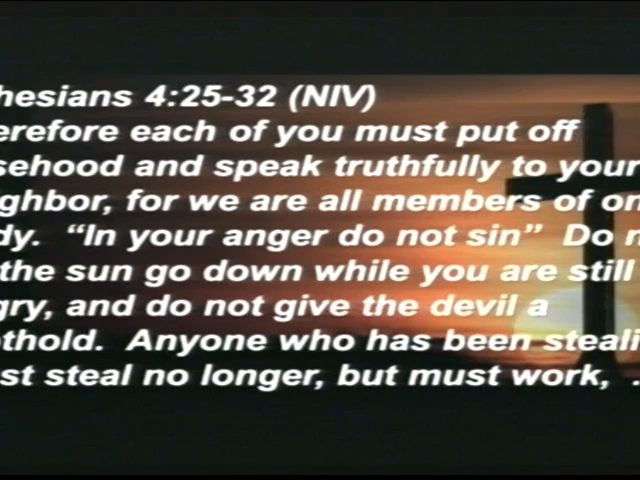 hesians 4:25-32 (NIV)
erefore each of you must put off
sehood and speak truthfully to your
ghbor, for we are all members of on
dy. “In your anger do not sin” Do n
the sun go down while you are still
gry, and do not give the devil a
thold. Anyone who has been steali
st steal no longer, but must work, .